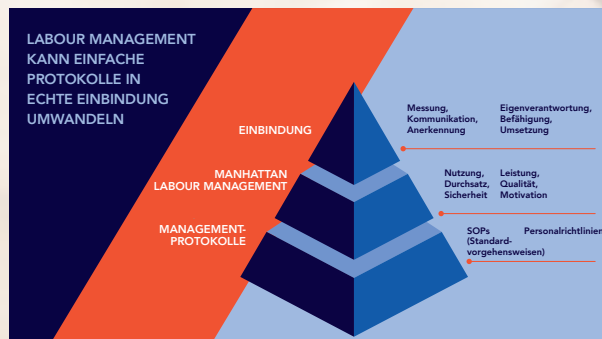 LABOUR MANAGEMENT
KANN EINFACHE
PROTOKOLLE IN
ECHTE EINBINDUNG
UMWANDELN
EINBINDUNG
Messung,
Kommunikation,
Anerkennung
Eigenverantwortung,
Befähigung,
Umsetzung
MANHATTAN
LABOUR MANAGEMENT
Nutzung,
Durchsatz,
Sicherheit
Leistung,
Qualität,
Motivation
MANAGEMENT-
PROTOKOLLE
SOPs
(Standard-
vorgehensweisen)
Personalrichtlinien